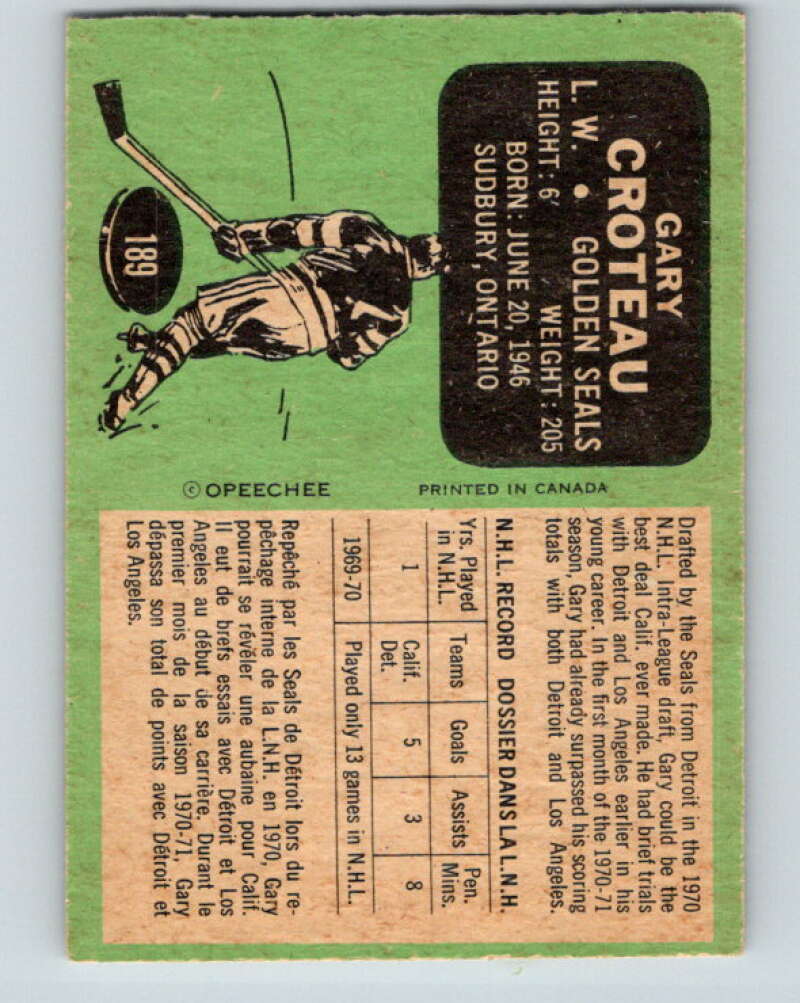 GARY
CROTEAU
L. W. • GOLDEN SEALS
HEIGHT: 6' WEIGHT: 205
BORN: JUNE 20, 1946
SUDBURY, ONTARIO
189
© OPEECHEE PRINTED IN CANADA
Drafted by the Seals from Detroit in the 1970
N.H.L. Intra-League draft, Gary could be the
best deal Calif. ever made. He had brief trials
with Detroit and Los Angeles earlier in his
young career. In the first month of the 1970-71
season, Gary had already surpassed his scoring
totals with both Detroit and Los Angeles.
N.H.L. RECORD DOSSIER DANS LA L.N.H.
Yrs. Played Teams Goals Assists Pen.
in N.H.L. Mins.
1 Calif. 5 3 8
Det.
1969-70 Played only 13 games in N.H.L.
Repêché par les Seals de Détroit lors du re-
pêchage interne de la L.N.H. en 1970, Gary
pourrait se révéler une aubaine pour Calif.
Il eut de brefs essais avec Détroit et Los
Angeles au début de sa carrière. Durant le
premier mois de la saison 1970-71, Gary
dépassa son total de points avec Détroit et
Los Angeles.